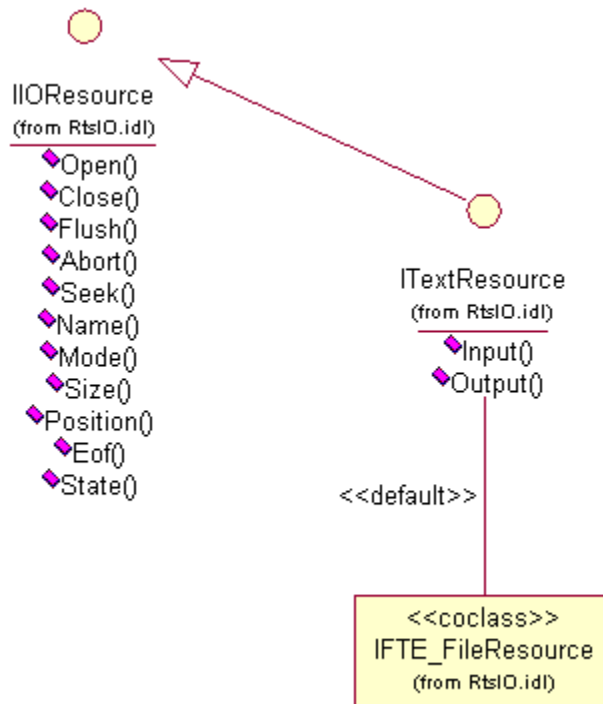 IIOResource
(from RtsIO.idl)
Open()
Close()
Flush()
Abort()
Seek()
Name()
Mode()
Size()
Position()
Eof()
State()
ITextResource
(from RtsIO.idl)
Input()
Output()
<<default>>
<<coclass>>
IFTE_FileResource
(from RtsIO.idl)